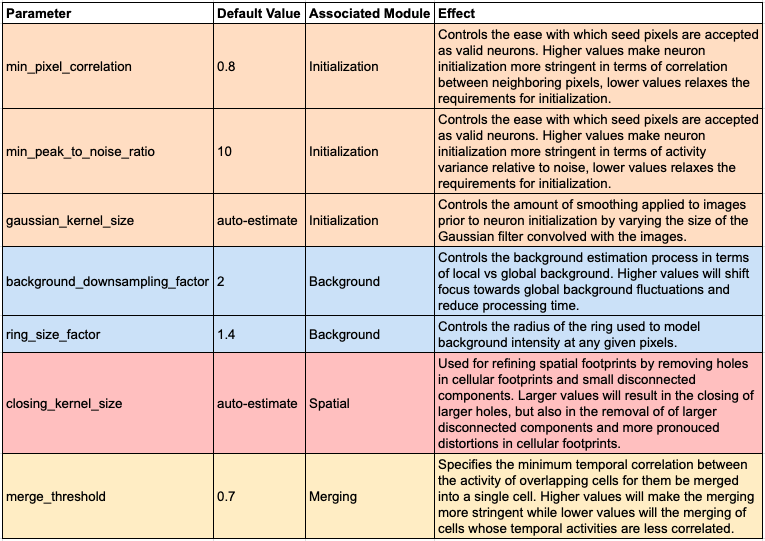 Parameter Default Value Associated Module Effect
min_pixel_correlation 0.8 Initialization Controls the ease with which seed pixels are accepted
as valid neurons. Higher values make neuron
initialization more stringent in terms of correlation
between neighboring pixels, lower values relaxes the
requirements for initialization.
min_peak_to_noise_ratio 10 Initialization Controls the ease with which seed pixels are accepted
as valid neurons. Higher values make neuron
initialization more stringent in terms of activity
variance relative to noise, lower values relaxes the
requirements for initialization.
gaussian_kernel_size auto-estimate Initialization Controls the amount of smoothing applied to images
prior to neuron initialization by varying the size of the
Gaussian filter convolved with the images.
background_downsampling_factor 2 Background Controls the background estimation process in terms
of local vs global background. Higher values will shift
focus towards global background fluctuations and
reduce processing time.
ring_size_factor 1.4 Background Controls the radius of the ring used to model
background intensity at any given pixels.
closing_kernel_size auto-estimate Spatial Used for refining spatial footprints by removing holes
in cellular footprints and small disconnected
components. Larger values will result in the closing of
larger holes, but also in the removal of of larger
disconnected components and more pronouced
distortions in cellular footprints.
merge_threshold 0.7 Merging Specifies the minimum temporal correlation between
the activity of overlapping cells for them be merged
into a single cell. Higher values will make the merging
more stringent while lower values will the merging of
cells whose temporal activities are less correlated.